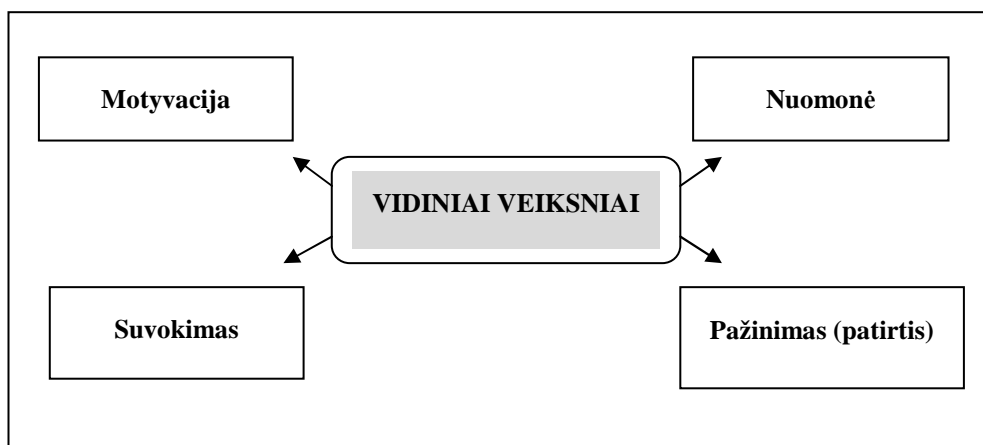 Motyvacija
Nuomonė
VIDINIAI VEIKSNIAI
Suvokimas
Pažinimas (patirtis)